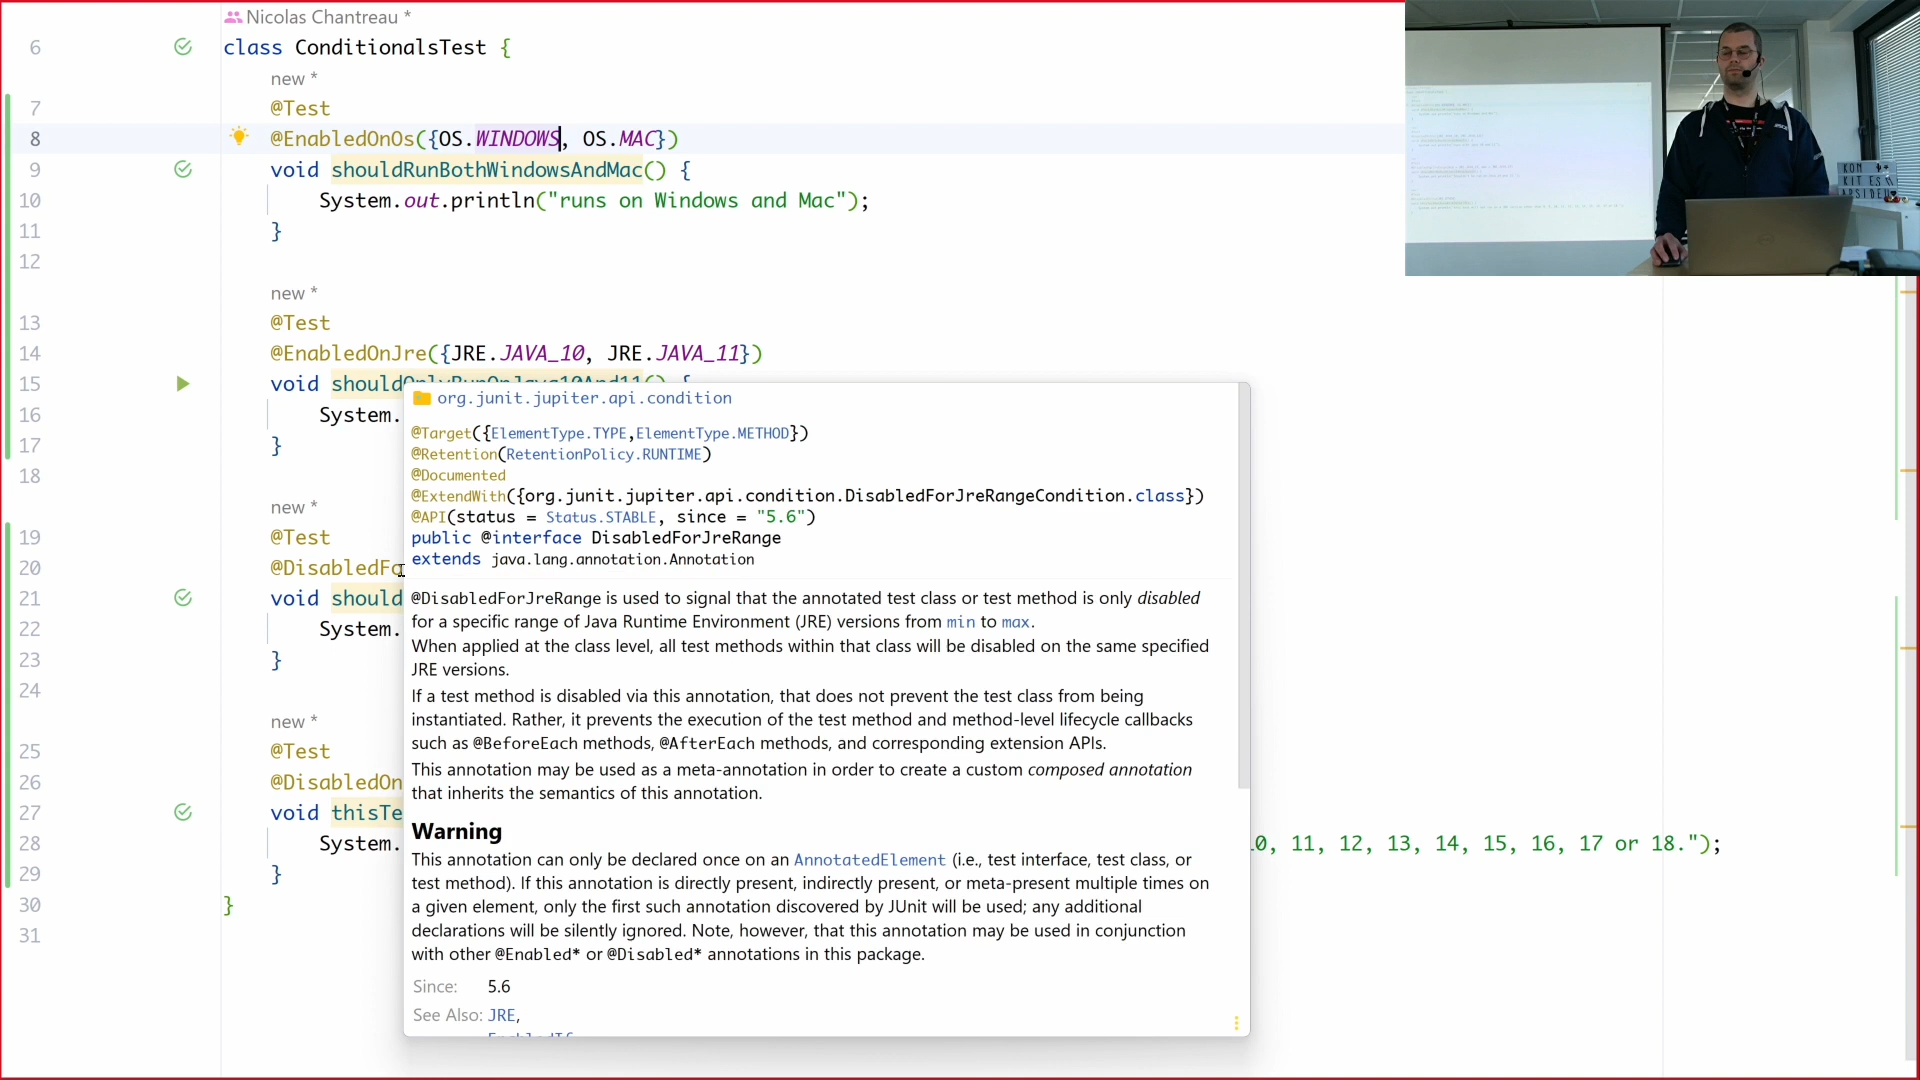 Nicolas Chantreau *
6 class ConditionalsTest {
new *
7 @Test
8 @EnabledOnOs({OS.WINDOWS, OS.MAC})
9 void shouldRunBothWindowsAndMac() {
10 System.out.println("runs on Windows and Mac");
11 }
12
new *
13 @Test
14 @EnabledOnJre({JRE.JAVA_10, JRE.JAVA_11})
15 void shouldOnlyRunOnJava10And11() {
16 System.
17 }
18
new *
19 @Test
20 @DisabledFo
21 void should
22 System.
23 }
24
new *
25 @Test
26 @DisabledOn
27 void thisTe
28 System. 10, 11, 12, 13, 14, 15, 16, 17 or 18.");
29 }
30 }
31
org.junit.jupiter.api.condition
@Target({ElementType.TYPE,ElementType.METHOD})
@Retention(RetentionPolicy.RUNTIME)
@Documented
@ExtendWith({org.junit.jupiter.api.condition.DisabledForJreRangeCondition.class})
@API(status = Status.STABLE, since = "5.6")
public @interface DisabledForJreRange
extends java.lang.annotation.Annotation
@DisabledForJreRange is used to signal that the annotated test class or test method is only disabled
for a specific range of Java Runtime Environment (JRE) versions from min to max.
When applied at the class level, all test methods within that class will be disabled on the same specified
JRE versions.
If a test method is disabled via this annotation, that does not prevent the test class from being
instantiated. Rather, it prevents the execution of the test method and method-level lifecycle callbacks
such as @BeforeEach methods, @AfterEach methods, and corresponding extension APIs.
This annotation may be used as a meta-annotation in order to create a custom composed annotation
that inherits the semantics of this annotation.
Warning
This annotation can only be declared once on an AnnotatedElement (i.e., test interface, test class, or
test method). If this annotation is directly present, indirectly present, or meta-present multiple times on
a given element, only the first such annotation discovered by JUnit will be used; any additional
declarations will be silently ignored. Note, however, that this annotation may be used in conjunction
with other @Enabled* or @Disabled* annotations in this package.
Since: 5.6
See Also: JRE,
EnabledIf
KOM
KIT ES